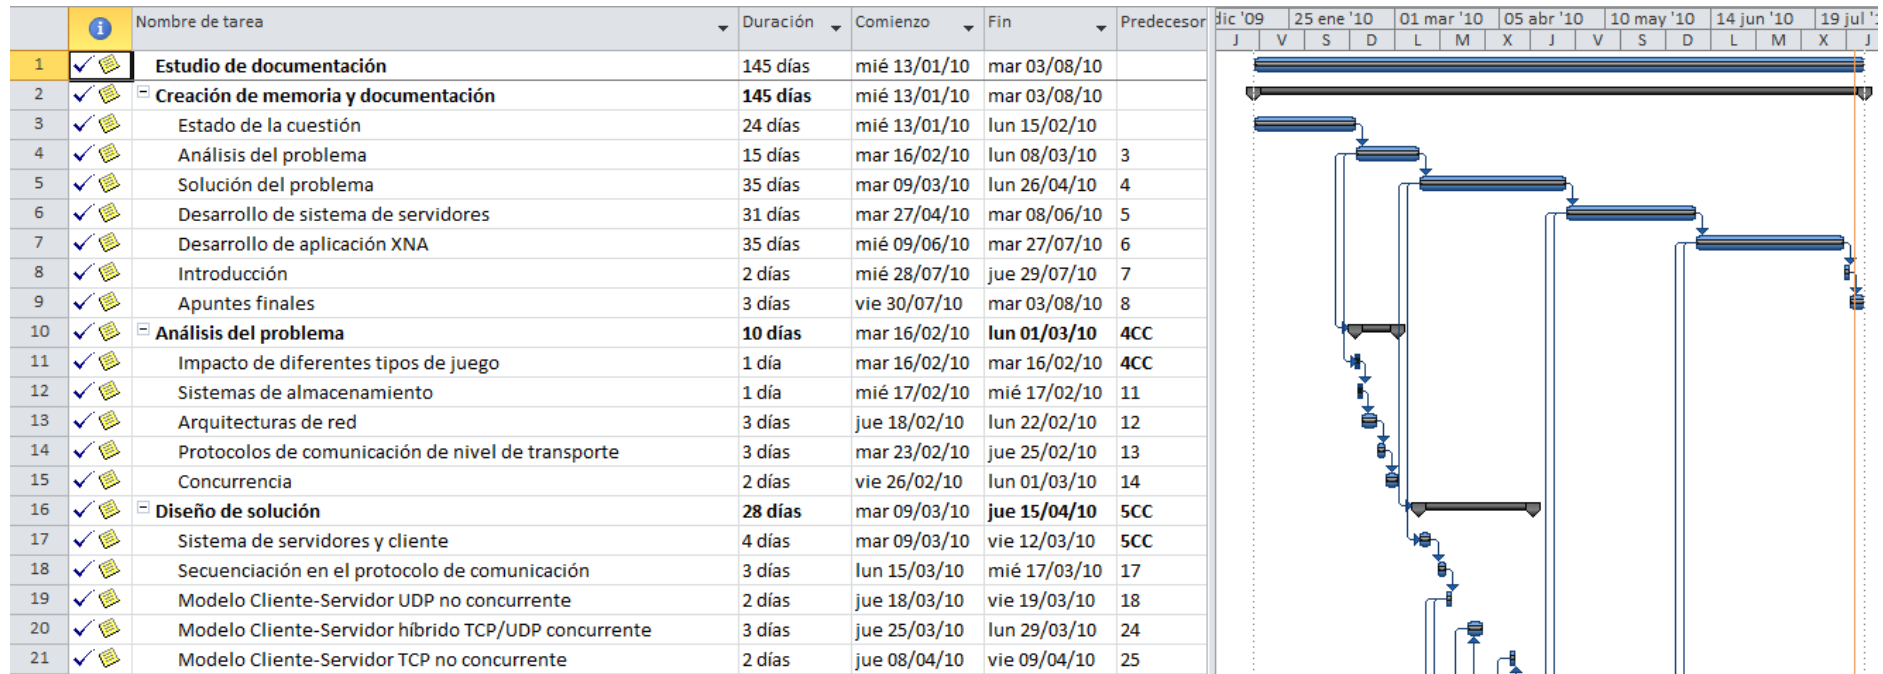 Nombre de tarea Duración Comienzo Fin Predecesor dic '09 25 ene '10 01 mar '10 05 abr '10 10 may '10 14 jun '10 19 jul '1
J V S D L M X J V S D L M X J
1 Estudio de documentación 145 días mié 13/01/10 mar 03/08/10
2 Creación de memoria y documentación 145 días mié 13/01/10 mar 03/08/10
3 Estado de la cuestión 24 días mié 13/01/10 lun 15/02/10
4 Análisis del problema 15 días mar 16/02/10 lun 08/03/10 3
5 Solución del problema 35 días mar 09/03/10 lun 26/04/10 4
6 Desarrollo de sistema de servidores 31 días mar 27/04/10 mar 08/06/10 5
7 Desarrollo de aplicación XNA 35 días mié 09/06/10 mar 27/07/10 6
8 Introducción 2 días mié 28/07/10 jue 29/07/10 7
9 Apuntes finales 3 días vie 30/07/10 mar 03/08/10 8
10 Análisis del problema 10 días mar 16/02/10 lun 01/03/10 4CC
11 Impacto de diferentes tipos de juego 1 día mar 16/02/10 mar 16/02/10 4CC
12 Sistemas de almacenamiento 1 día mié 17/02/10 mié 17/02/10 11
13 Arquitecturas de red 3 días jue 18/02/10 lun 22/02/10 12
14 Protocolos de comunicación de nivel de transporte 3 días mar 23/02/10 jue 25/02/10 13
15 Concurrencia 2 días vie 26/02/10 lun 01/03/10 14
16 Diseño de solución 28 días mar 09/03/10 jue 15/04/10 5CC
17 Sistema de servidores y cliente 4 días mar 09/03/10 vie 12/03/10 5CC
18 Secuenciación en el protocolo de comunicación 3 días lun 15/03/10 mié 17/03/10 17
19 Modelo Cliente-Servidor UDP no concurrente 2 días jue 18/03/10 vie 19/03/10 18
20 Modelo Cliente-Servidor híbrido TCP/UDP concurrente 3 días jue 25/03/10 lun 29/03/10 24
21 Modelo Cliente-Servidor TCP no concurrente 2 días jue 08/04/10 vie 09/04/10 25